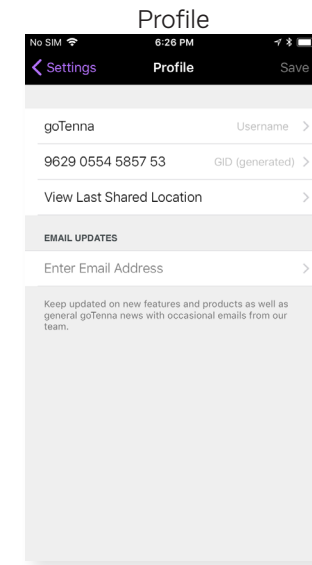 Profile
No SIM 6:26 PM
Settings Profile Save
goTenna Username
9629 0554 5857 53 GID (generated)
View Last Shared Location
EMAIL UPDATES
Enter Email Address
Keep updated on new features and products as well as
general goTenna news with occasional emails from our
team.